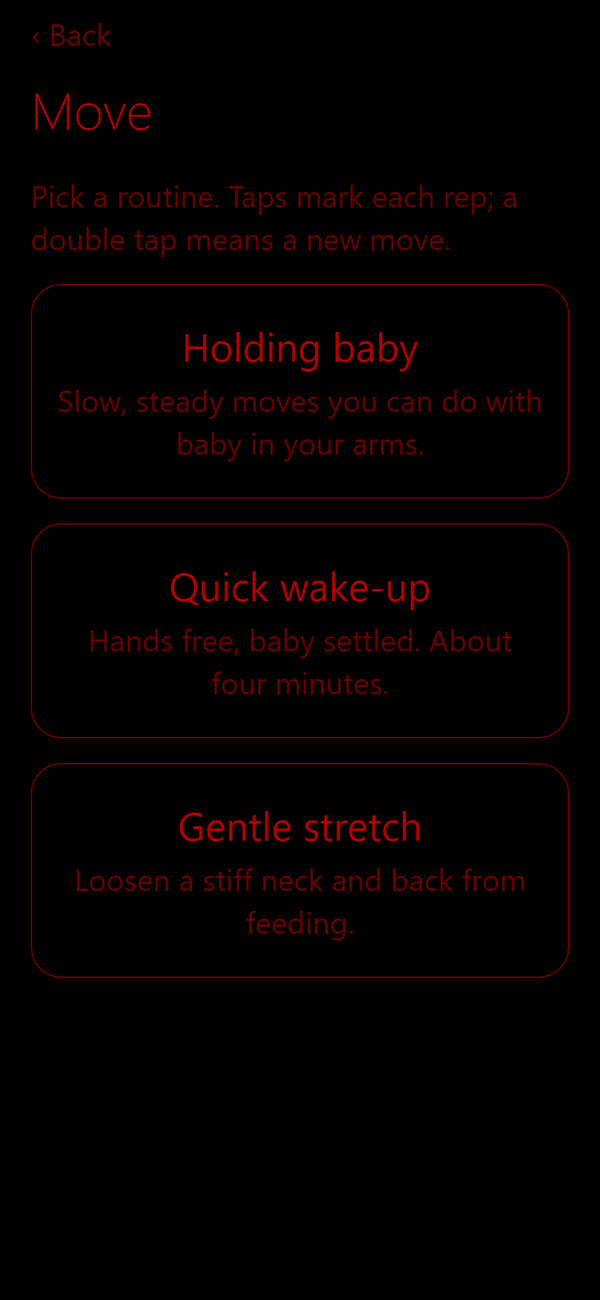 ‹ Back
Move
Pick a routine. Taps mark each rep; a
double tap means a new move.
Holding baby
Slow, steady moves you can do with
baby in your arms.
Quick wake-up
Hands free, baby settled. About
four minutes.
Gentle stretch
Loosen a stiff neck and back from
feeding.